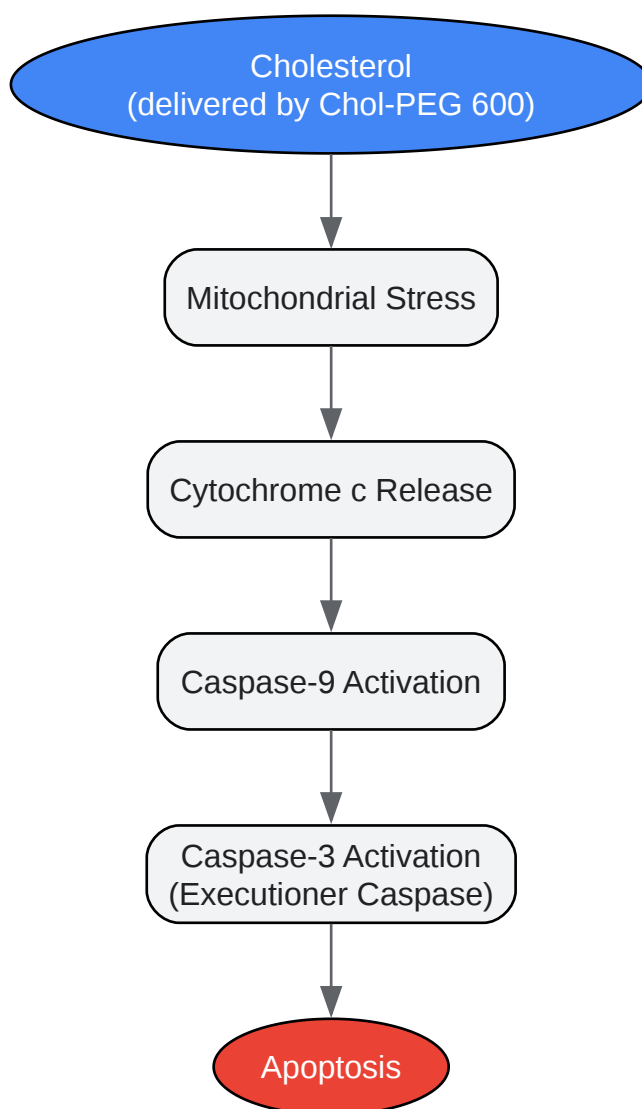 Cholesterol
(delivered by Chol-PEG 600)
Mitochondrial Stress
Cytochrome c Release
Caspase-9 Activation
Caspase-3 Activation
(Executioner Caspase)
Apoptosis